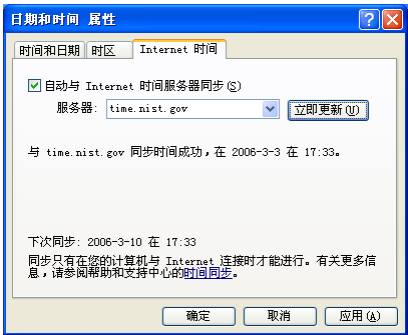 日期和时间 属性
时间和日期 时区 Internet 时间
自动与 Internet 时间服务器同步(S)
服务器: time.nist.gov 立即更新(U)
与 time.nist.gov 同步时间成功,在 2006-3-3 在 17:33。
下次同步: 2006-3-10 在 17:33
同步只有在您的计算机与 Internet 连接时才能进行。有关更多信
息,请参阅帮助和支持中心的时间同步。
确定 取消 应用(A)